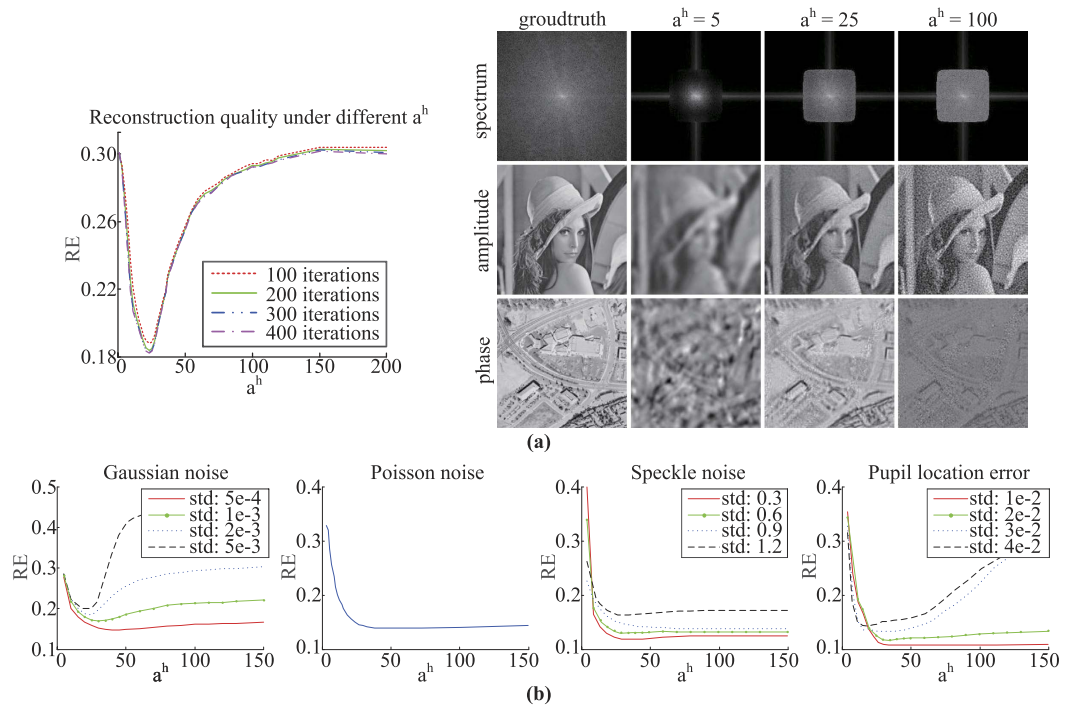 groudtruth
a^h = 5
a^h = 25
a^h = 100
spectrum
amplitude
phase
Reconstruction quality under different a^h
RE
0.30
0.26
0.22
0.18
0 50 100 150 200
a^h
100 iterations
200 iterations
300 iterations
400 iterations
(a)
Gaussian noise
RE
0.5
0.4
0.3
0.2
0.1
0 50 100 150
a^h
std: 5e-4
std: 1e-3
std: 2e-3
std: 5e-3
Poisson noise
0.4
0.3
0.2
0.1
0 50 100 150
a^h
Speckle noise
RE
0.4
0.3
0.2
0.1
0 50 100 150
a^h
std: 0.3
std: 0.6
std: 0.9
std: 1.2
Pupil location error
RE
0.4
0.3
0.2
0.1
0 50 100 150
a^h
std: 1e-2
std: 2e-2
std: 3e-2
std: 4e-2
(b)